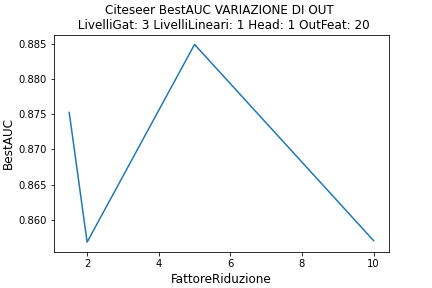 Citeseer BestAUC VARIAZIONE DI OUT
LivelliGat: 3 LivelliLineari: 1 Head: 1 OutFeat: 20
0.885
0.880
0.875
0.870
0.865
0.860
BestAUC
2
4
6
8
10
FattoreRiduzione